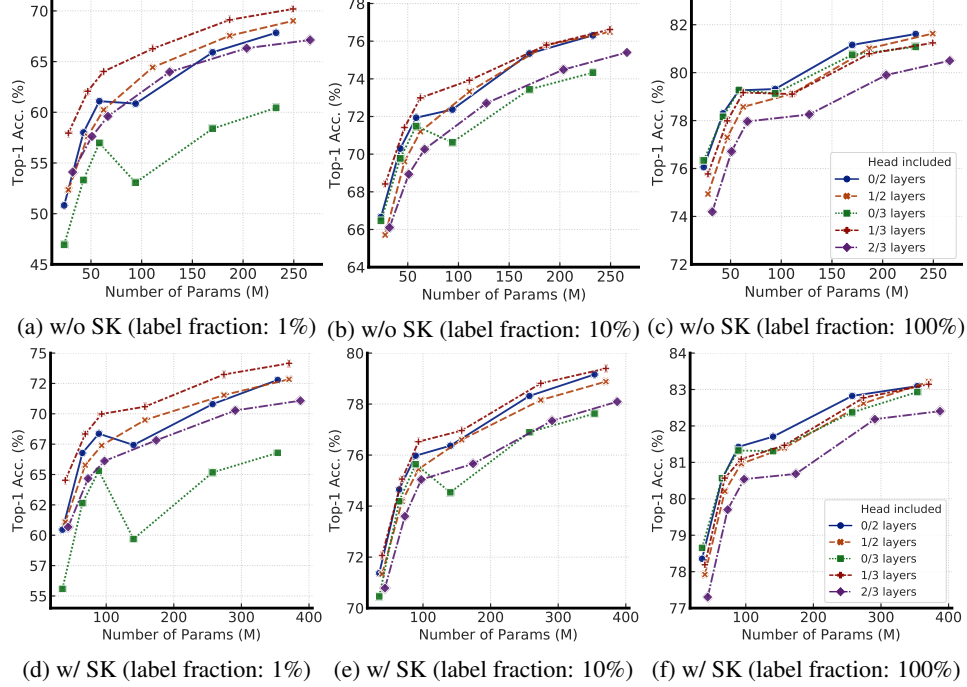 70
65
60
55
50
45
Top-1 Acc. (%)
50 100 150 200 250
Number of Params (M)
(a) w/o SK (label fraction: 1%)
76
74
72
70
68
66
64
Top-1 Acc. (%)
50 100 150 200 250
Number of Params (M)
(b) w/o SK (label fraction: 10%)
82
80
78
76
74
72
Top-1 Acc. (%)
Head included
0/2 layers
1/2 layers
0/3 layers
1/3 layers
2/3 layers
50 100 150 200 250
Number of Params (M)
(c) w/o SK (label fraction: 100%)
75
72
70
67
65
62
60
57
55
Top-1 Acc. (%)
100 200 300 400
Number of Params (M)
(d) w/ SK (label fraction: 1%)
80
78
76
74
72
70
Top-1 Acc. (%)
100 200 300 400
Number of Params (M)
(e) w/ SK (label fraction: 10%)
84
83
82
81
80
79
78
77
Top-1 Acc. (%)
Head included
0/2 layers
1/2 layers
0/3 layers
1/3 layers
2/3 layers
100 200 300 400
Number of Params (M)
(f) w/ SK (label fraction: 100%)